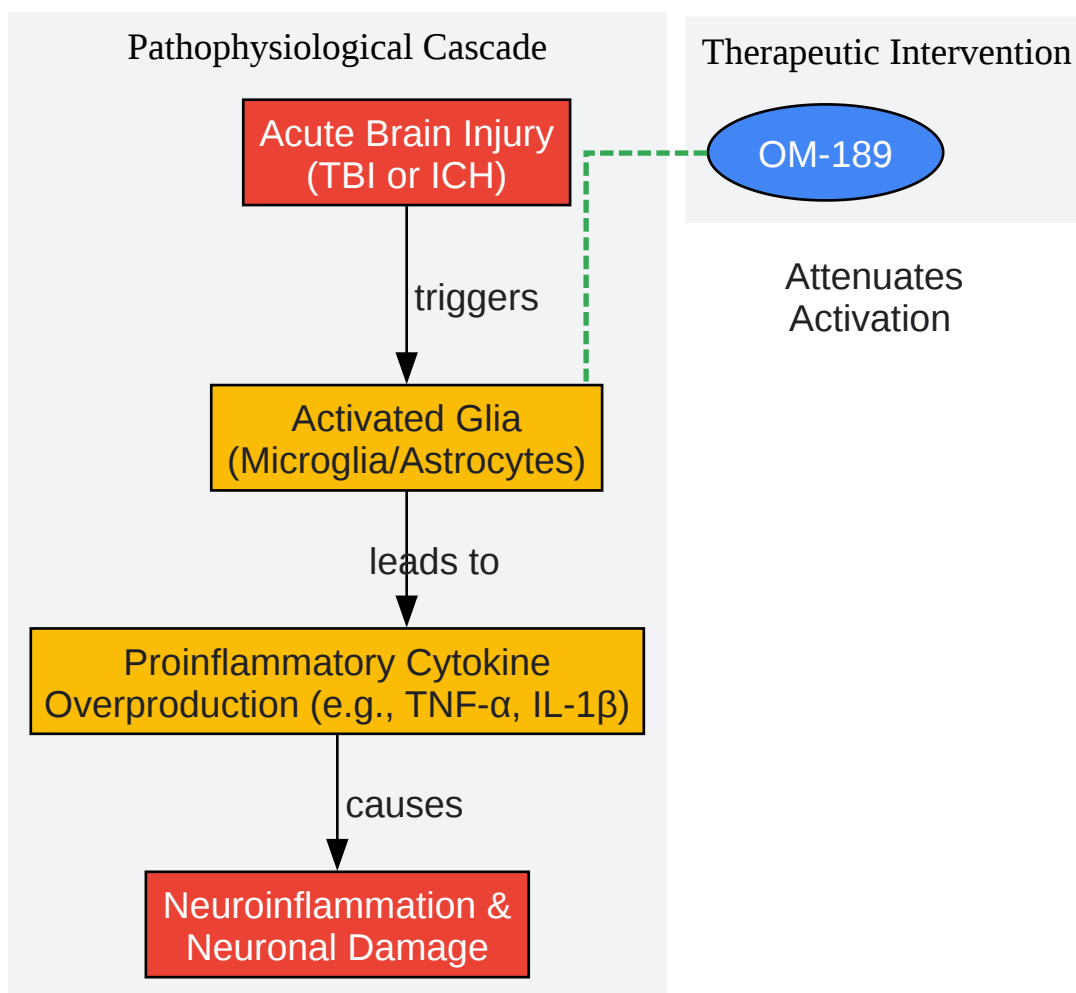 Pathophysiological Cascade
Therapeutic Intervention
Acute Brain Injury
(TBI or ICH)
OM-189
triggers
Attenuates
Activation
Activated Glia
(Microglia/Astrocytes)
leads to
Proinflammatory Cytokine
Overproduction (e.g., TNF-α, IL-1β)
causes
Neuroinflammation &
Neuronal Damage